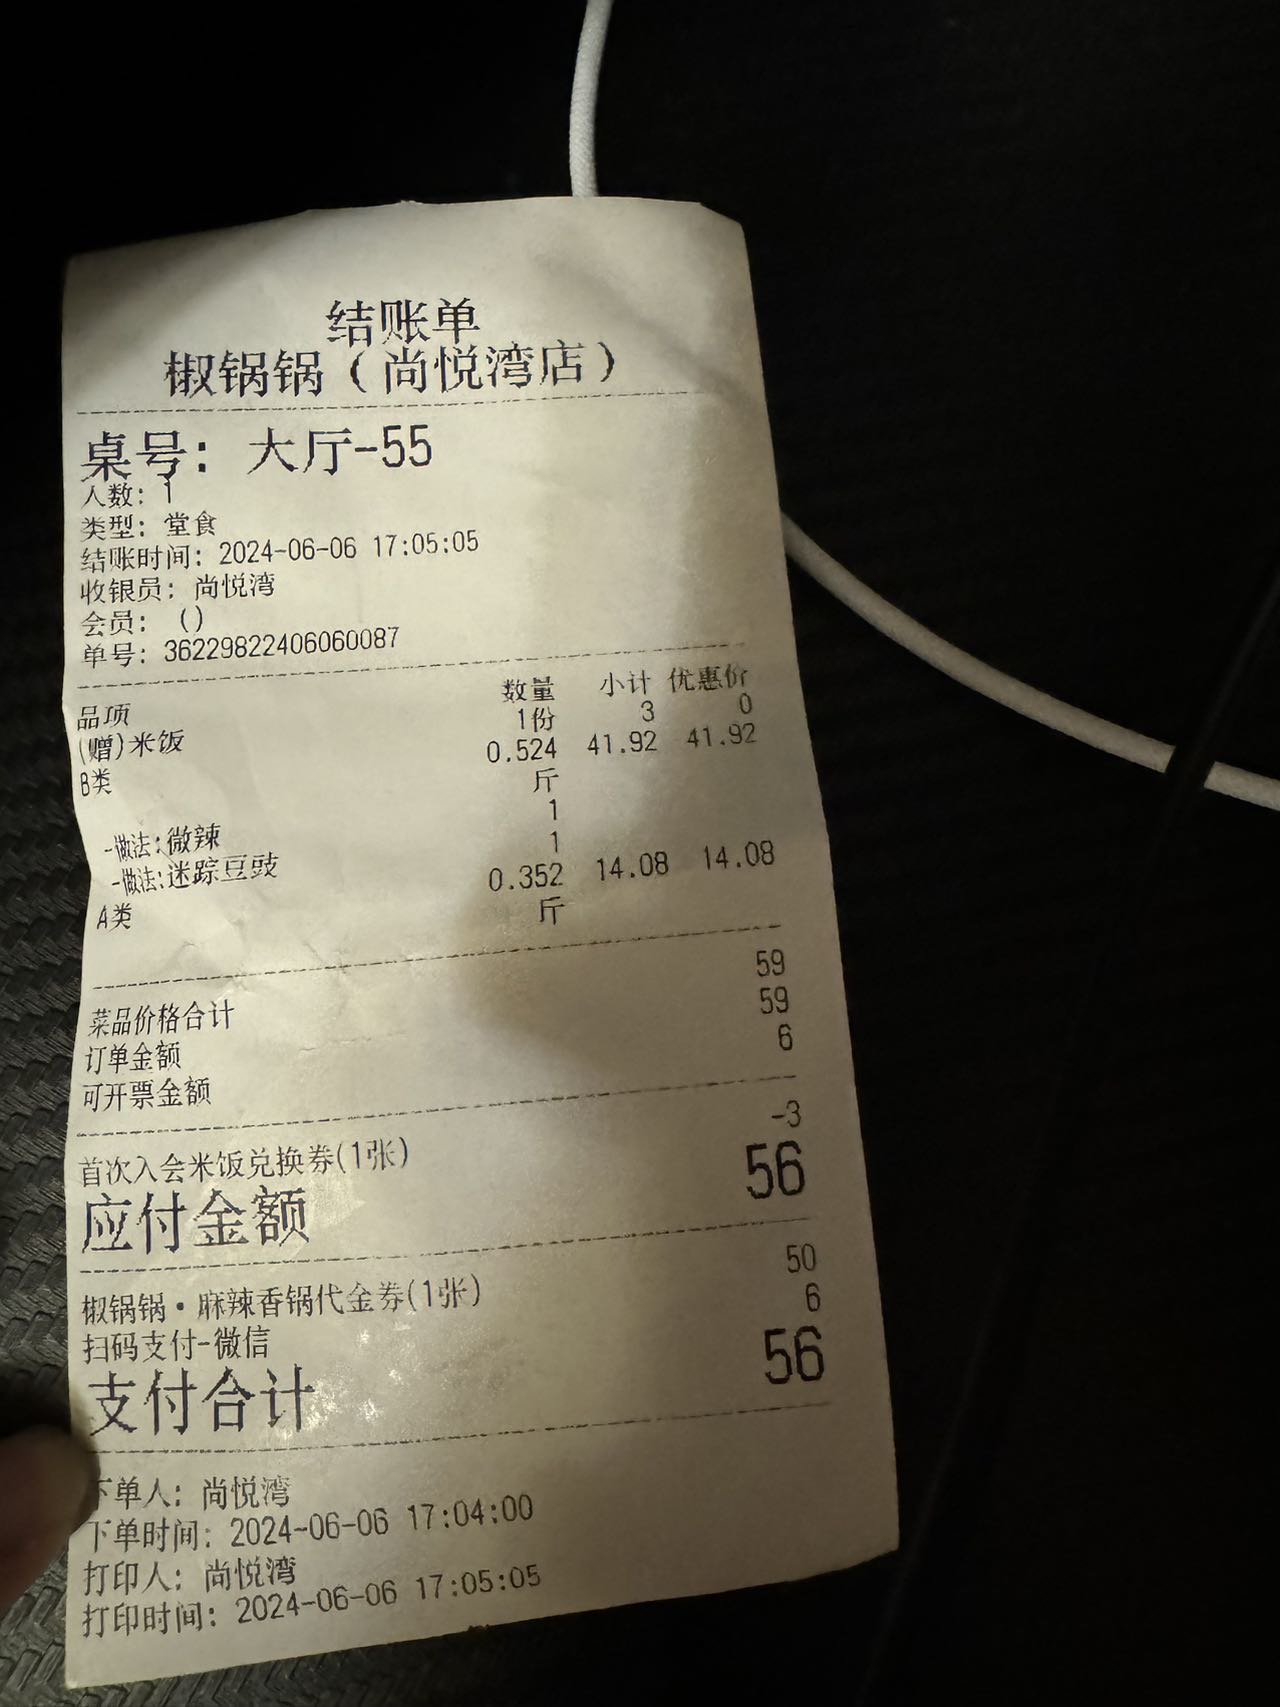 结账单
椒锅锅（尚悦湾店）
桌号：大厅-55
人数：1
类型：堂食
结账时间：2024-06-06 17:05:05
收银员：尚悦湾
会员：()
单号：36229822406060087
品项 数量 小计 优惠价
(赠)米饭 1份 3 0
B类 0.524斤 41.92 41.92
-做法:微辣 1
-做法:迷踪豆豉 1
A类 0.352斤 14.08 14.08
菜品价格合计 59
订单金额 59
可开票金额 6
首次入会米饭兑换券(1张) -3
应付金额 56
椒锅锅·麻辣香锅代金券(1张) 50
扫码支付-微信 6
支付合计 56
下单人：尚悦湾
下单时间：2024-06-06 17:04:00
打印人：尚悦湾
打印时间：2024-06-06 17:05:05